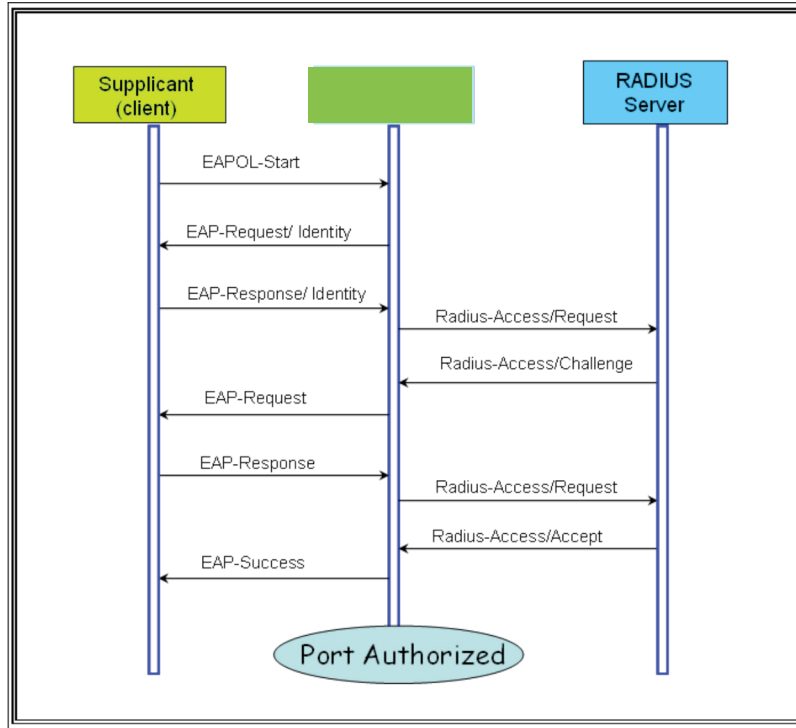 Supplicant
(client)
RADIUS
Server
EAPOL-Start
EAP-Request/ Identity
EAP-Response/ Identity
Radius-Access/Request
Radius-Access/Challenge
EAP-Request
EAP-Response
Radius-Access/Request
Radius-Access/Accept
EAP-Success
Port Authorized